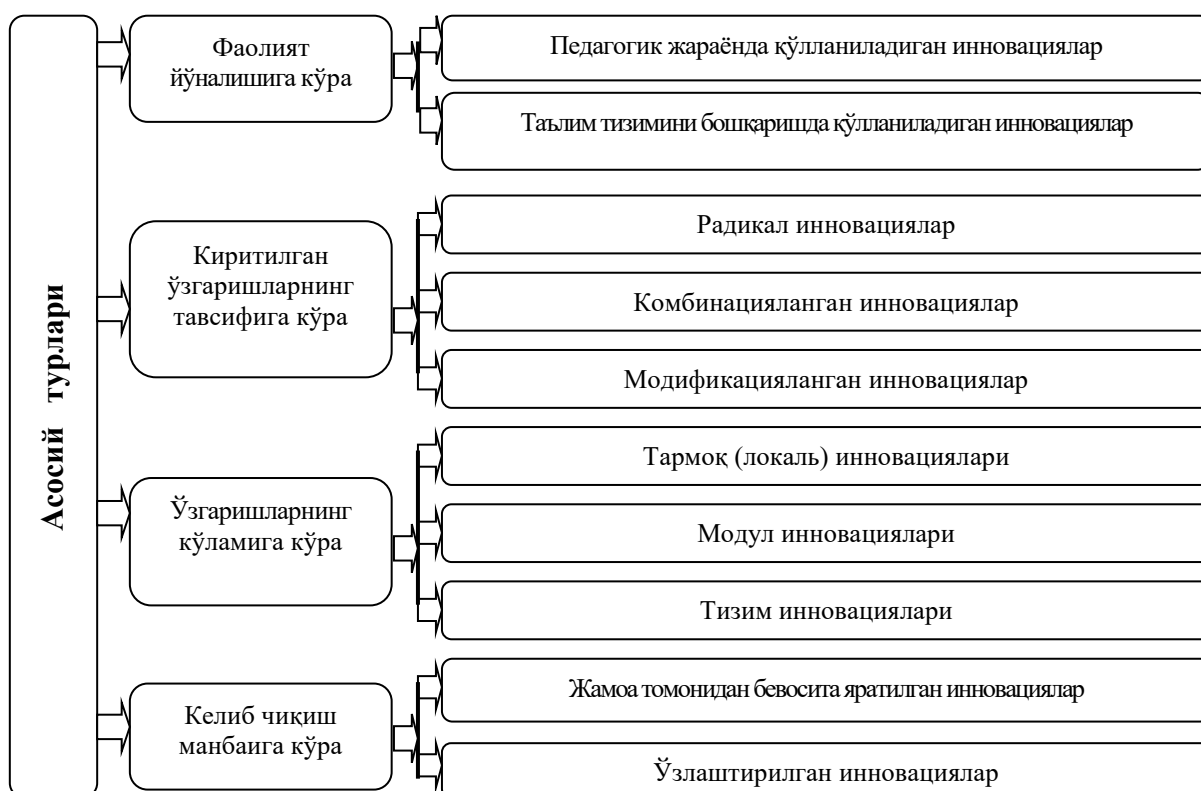 Асосий турлари
Фаолият
йўналишига кўра
Педагогик жараёнда қўлланиладиган инновациялар
Таълим тизимини бошқаришда қўлланиладиган инновациялар
Киритилган
ўзгаришларнинг
тавсифига кўра
Радикал инновациялар
Комбинацияланган инновациялар
Модификацияланган инновациялар
Ўзгаришларнинг
кўламига кўра
Тармоқ (локаль) инновациялари
Модул инновациялари
Тизим инновациялари
Келиб чиқиш
манбаига кўра
Жамоа томонидан бевосита яратилган инновациялар
Ўзлаштирилган инновациялар